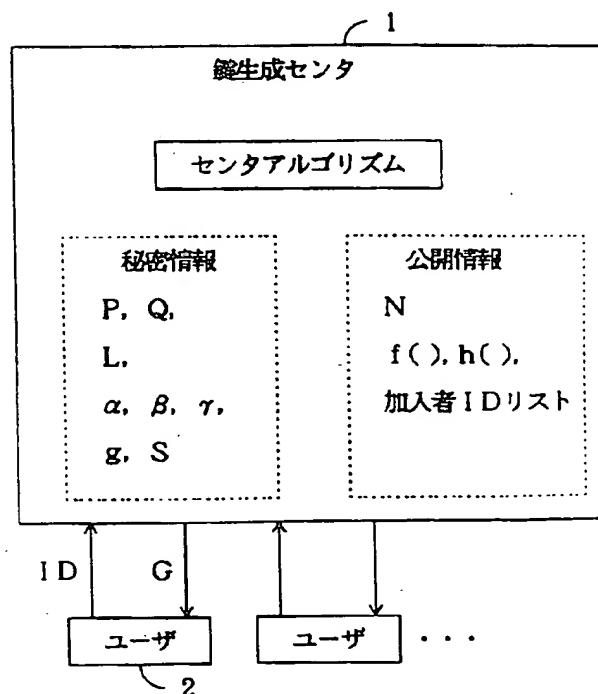 1
鍵生成センタ
センタアルゴリズム
秘密情報
P, Q,
L,
α, β, γ,
g, S
公開情報
N
f( ), h( ),
加入者IDリスト
ID
G
ユーザ
ユーザ
・・・
2